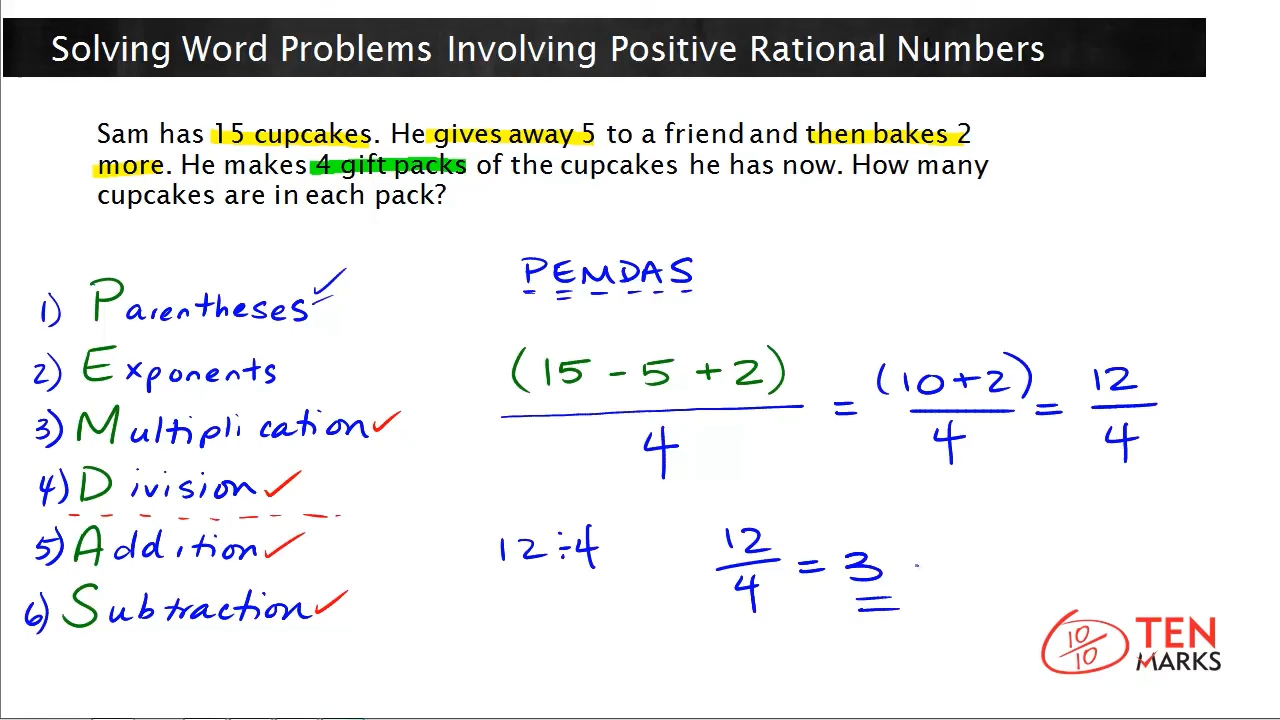 Solving Word Problems Involving Positive Rational Numbers
Sam has 15 cupcakes. He gives away 5 to a friend and then bakes 2
more. He makes 4 gift packs of the cupcakes he has now. How many
cupcakes are in each pack?
PEMDAS
1) Parentheses
2) Exponents
3) Multiplication
4) Division
5) Addition
6) Subtraction
(15 - 5 + 2) / 4 = (10+2) / 4 = 12 / 4
12 ÷ 4
12 / 4 = 3
10/10
TEN
MARKS